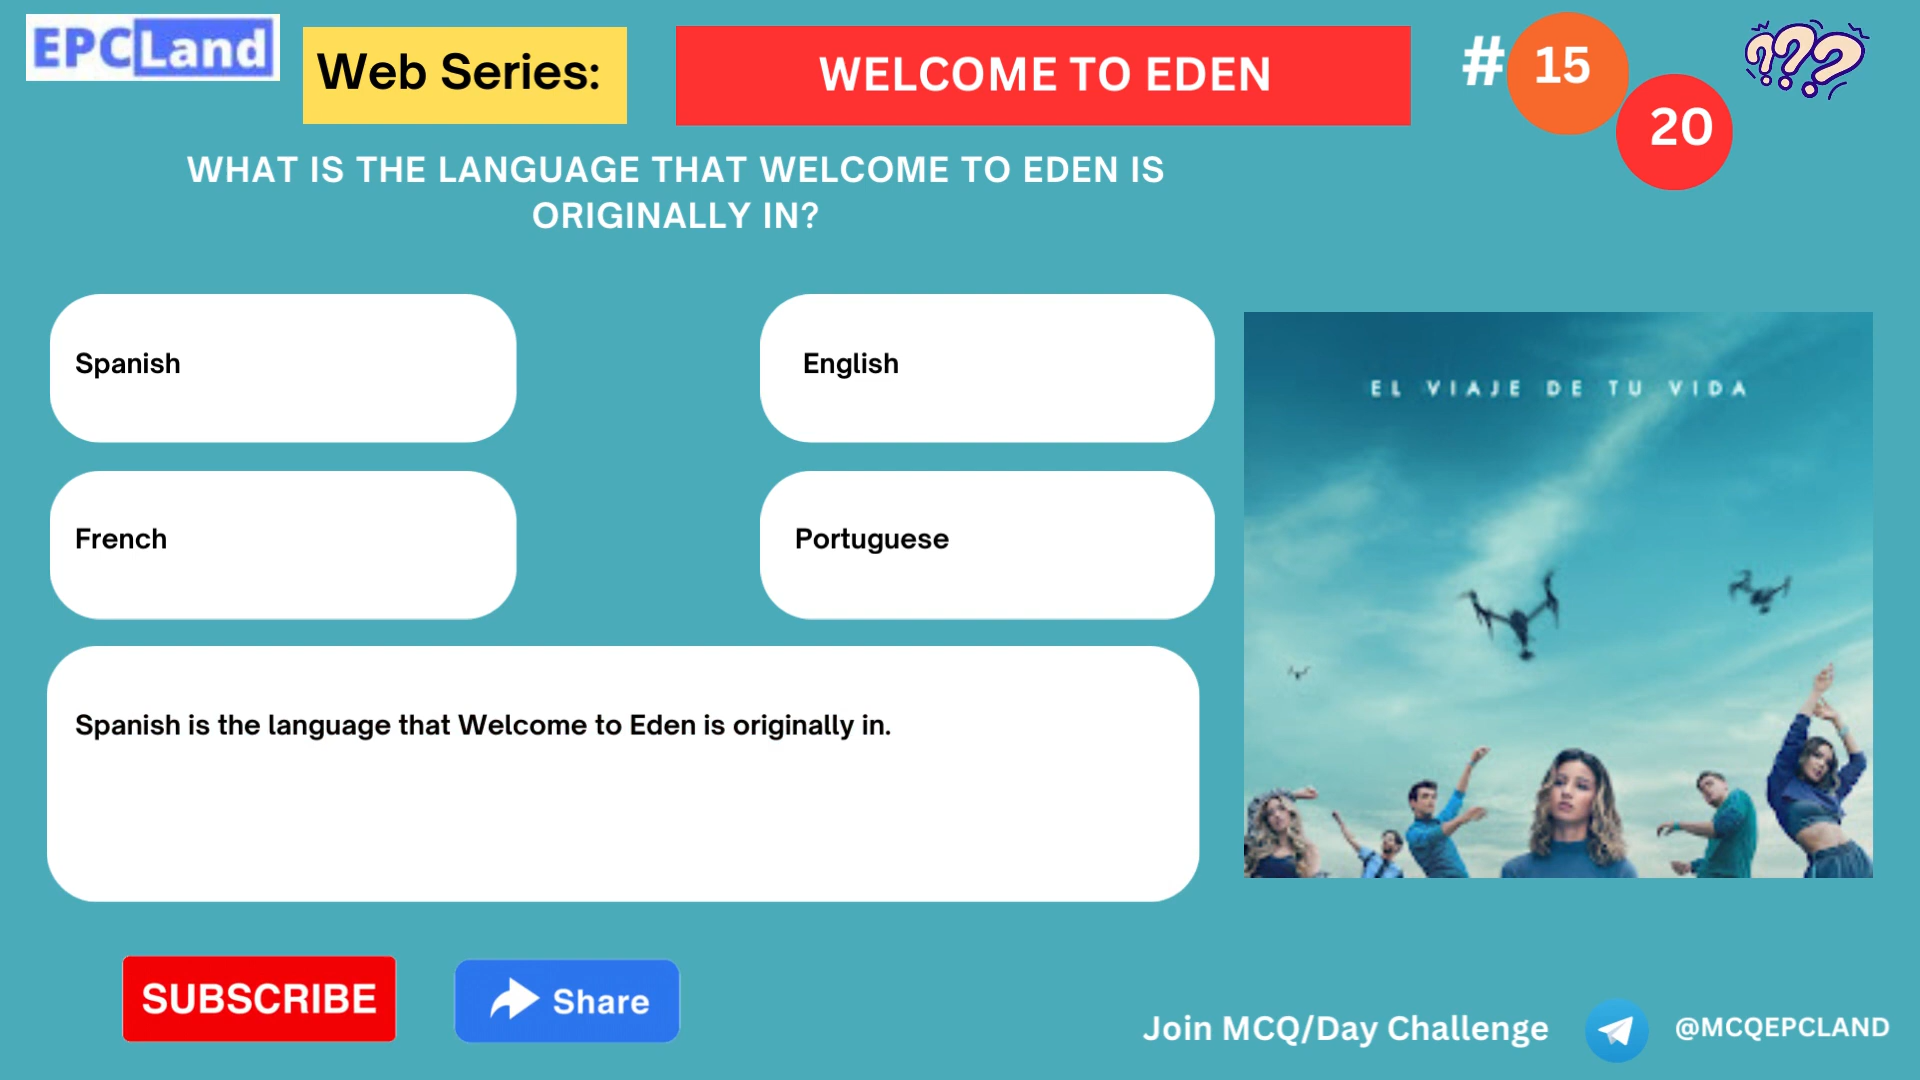 EPCLand
Web Series:
WELCOME TO EDEN
# 15
20
???
WHAT IS THE LANGUAGE THAT WELCOME TO EDEN IS
ORIGINALLY IN?
Spanish
English
French
Portuguese
EL VIAJE DE TU VIDA
Spanish is the language that Welcome to Eden is originally in.
SUBSCRIBE
Share
Join MCQ/Day Challenge
@MCQEPCLAND